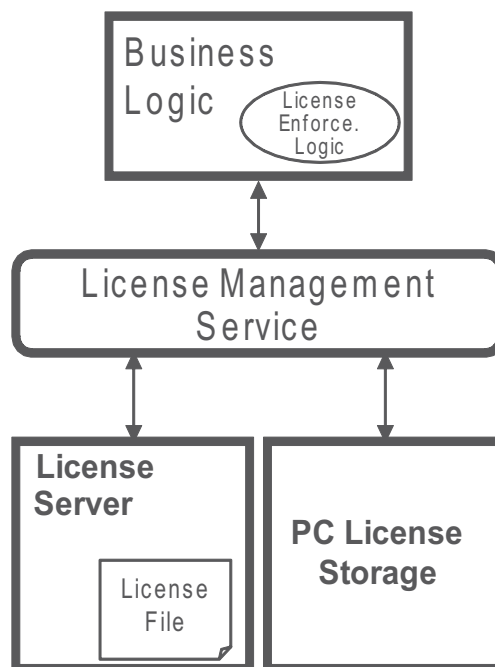 Business
Logic
License
Enforce.
Logic
License Management
Service
License
Server
License
File
PC License
Storage